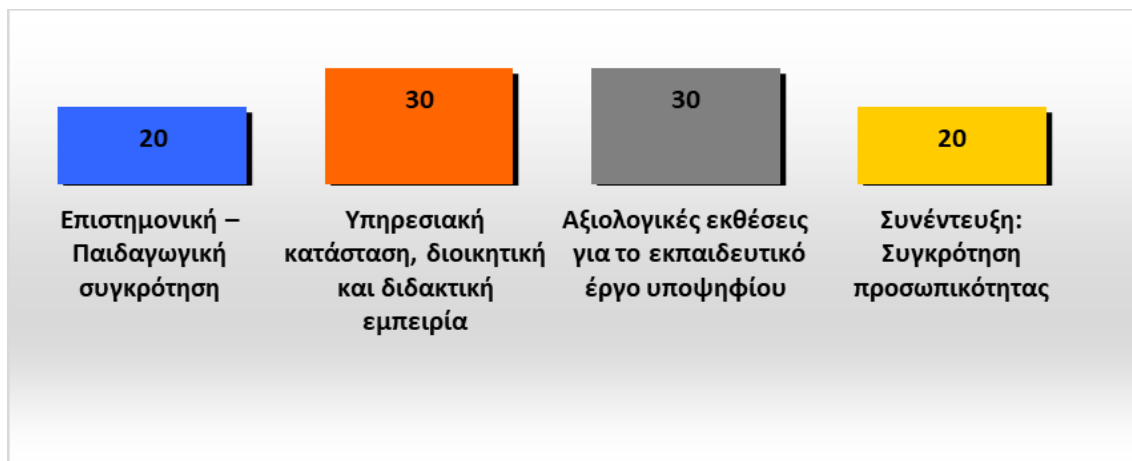 20
Επιστημονική –
Παιδαγωγική
συγκρότηση
30
Υπηρεσιακή
κατάσταση, διοικητική
και διδακτική
εμπειρία
30
Αξιολογικές εκθέσεις
για το εκπαιδευτικό
έργο υποψηφίου
20
Συνέντευξη:
Συγκρότηση
προσωπικότητας